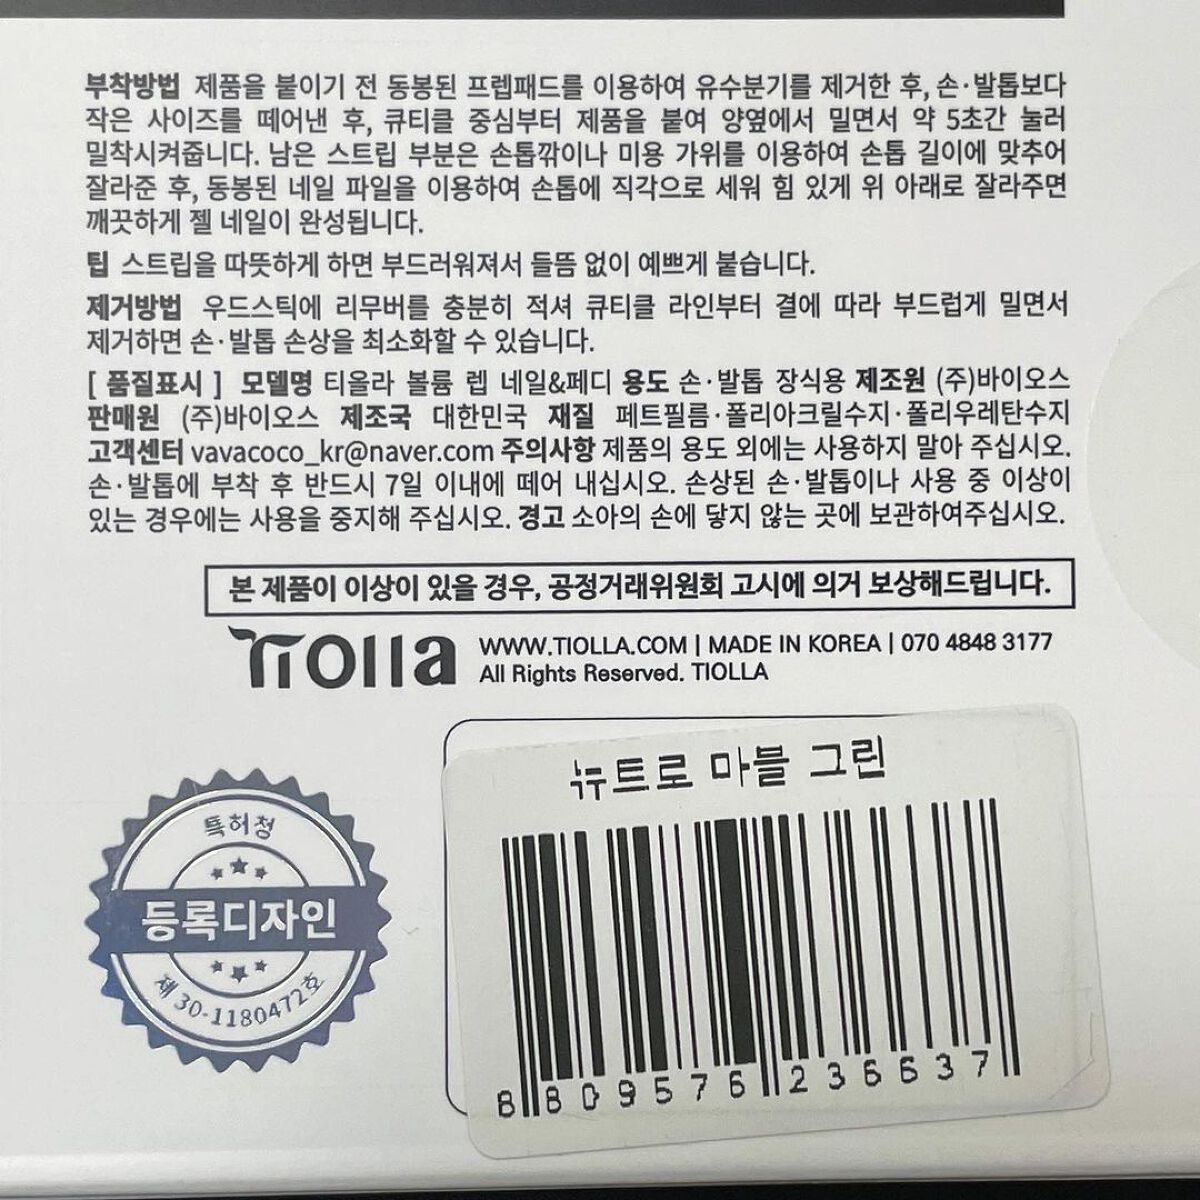 부착방법 제품을 붙이기 전 동봉된 프렙패드를 이용하여 유수분기를 제거한 후, 손·발톱보다
작은 사이즈를 떼어낸 후, 큐티클 중심부터 제품을 붙여 양옆에서 밀면서 약 5초간 눌러
밀착시켜줍니다. 남은 스트립 부분은 손톱깎이나 미용 가위를 이용하여 손톱 길이에 맞추어
잘라준 후, 동봉된 네일 파일을 이용하여 손톱에 직각으로 세워 힘 있게 위 아래로 잘라주면
깨끗하게 젤 네일이 완성됩니다.
팁 스트립을 따뜻하게 하면 부드러워져서 들뜸 없이 예쁘게 붙습니다.
제거방법 우드스틱에 리무버를 충분히 적셔 큐티클 라인부터 결에 따라 부드럽게 밀면서
제거하면 손·발톱 손상을 최소화할 수 있습니다.
[ 품질표시 ] 모델명 티올라 볼륨 렙 네일&페디 용도 손·발톱 장식용 제조원 (주)바이오스
판매원 (주)바이오스 제조국 대한민국 재질 페트필름·폴리아크릴수지·폴리우레탄수지
고객센터 vavacoco_kr@naver.com 주의사항 제품의 용도 외에는 사용하지 말아 주십시오.
손·발톱에 부착 후 반드시 7일 이내에 떼어 내십시오. 손상된 손·발톱이나 사용 중 이상이
있는 경우에는 사용을 중지해 주십시오. 경고 소아의 손에 닿지 않는 곳에 보관하여주십시오.
본 제품이 이상이 있을 경우, 공정거래위원회 고시에 의거 보상해드립니다.
Tiolla WWW.TIOLLA.COM | MADE IN KOREA | 070 4848 3177
All Rights Reserved. TIOLLA
뉴트로 마블 그린
8 809576 236637
특허청
등록디자인
제 30-1180472호